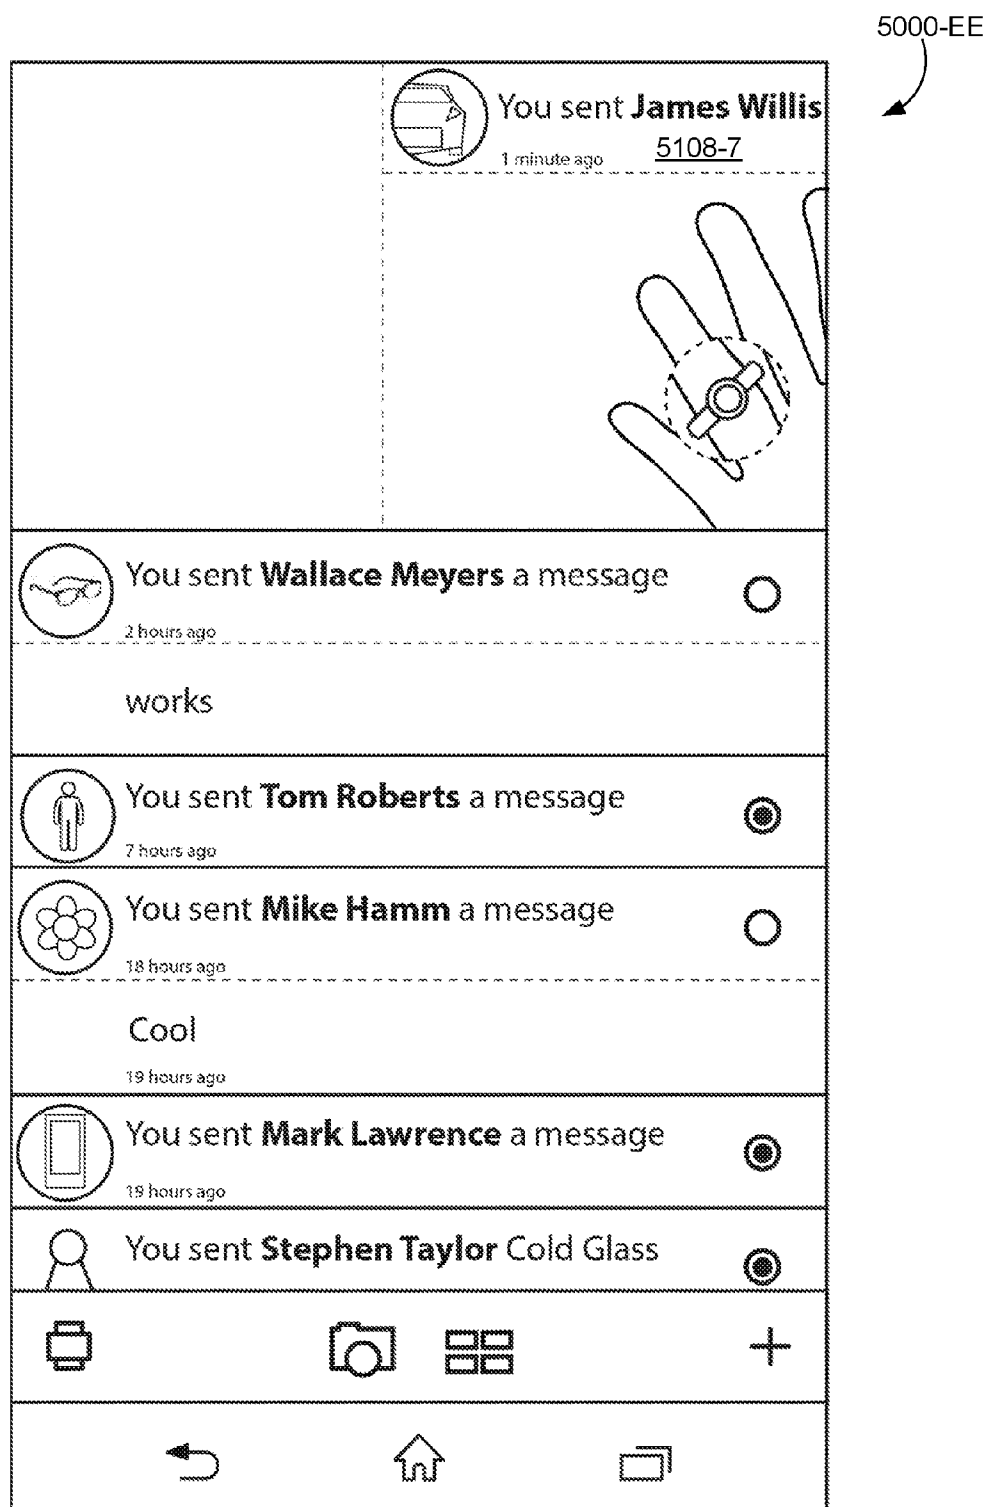 5000-EE
You sent James Willis
1 minute ago 5108-7
You sent Wallace Meyers a message
2 hours ago
works
You sent Tom Roberts a message
7 hours ago
You sent Mike Hamm a message
18 hours ago
Cool
19 hours ago
You sent Mark Lawrence a message
19 hours ago
You sent Stephen Taylor Cold Glass